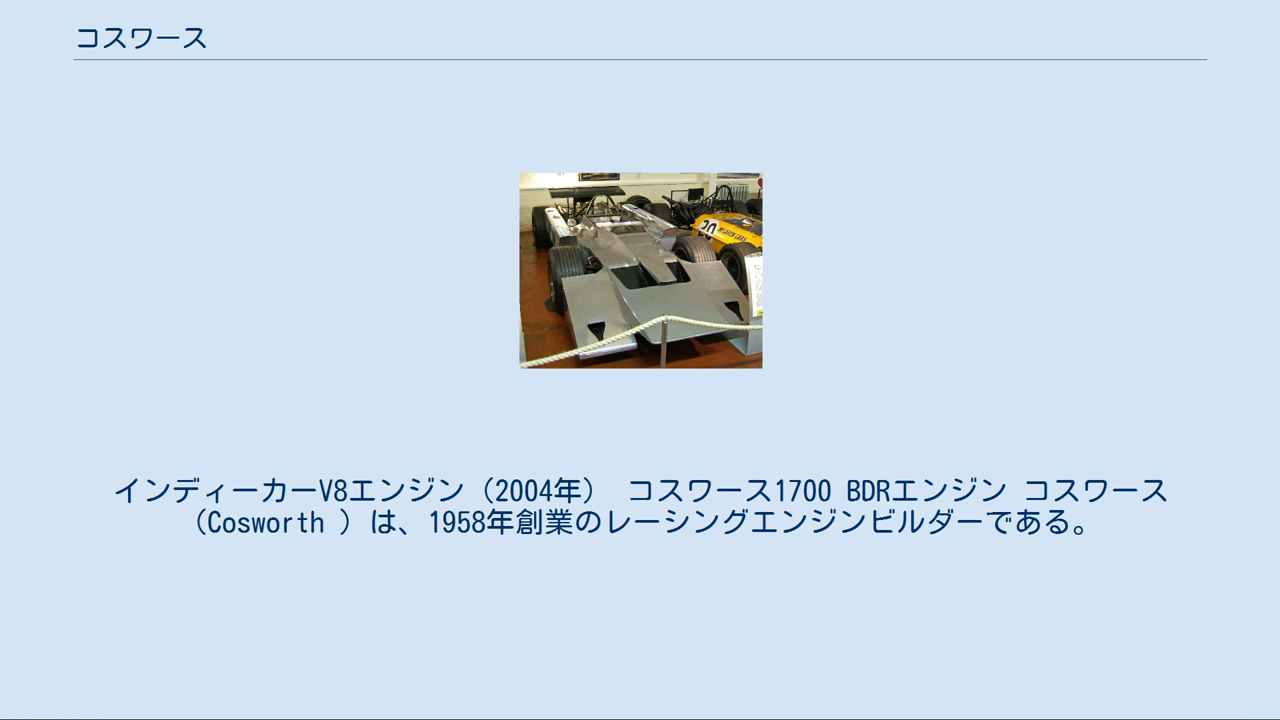 コスワース
20
McLAREN CARS
インディーカーV8エンジン（2004年） コスワース1700 BDRエンジン コスワース
（Cosworth ）は、1958年創業のレーシングエンジンビルダーである。